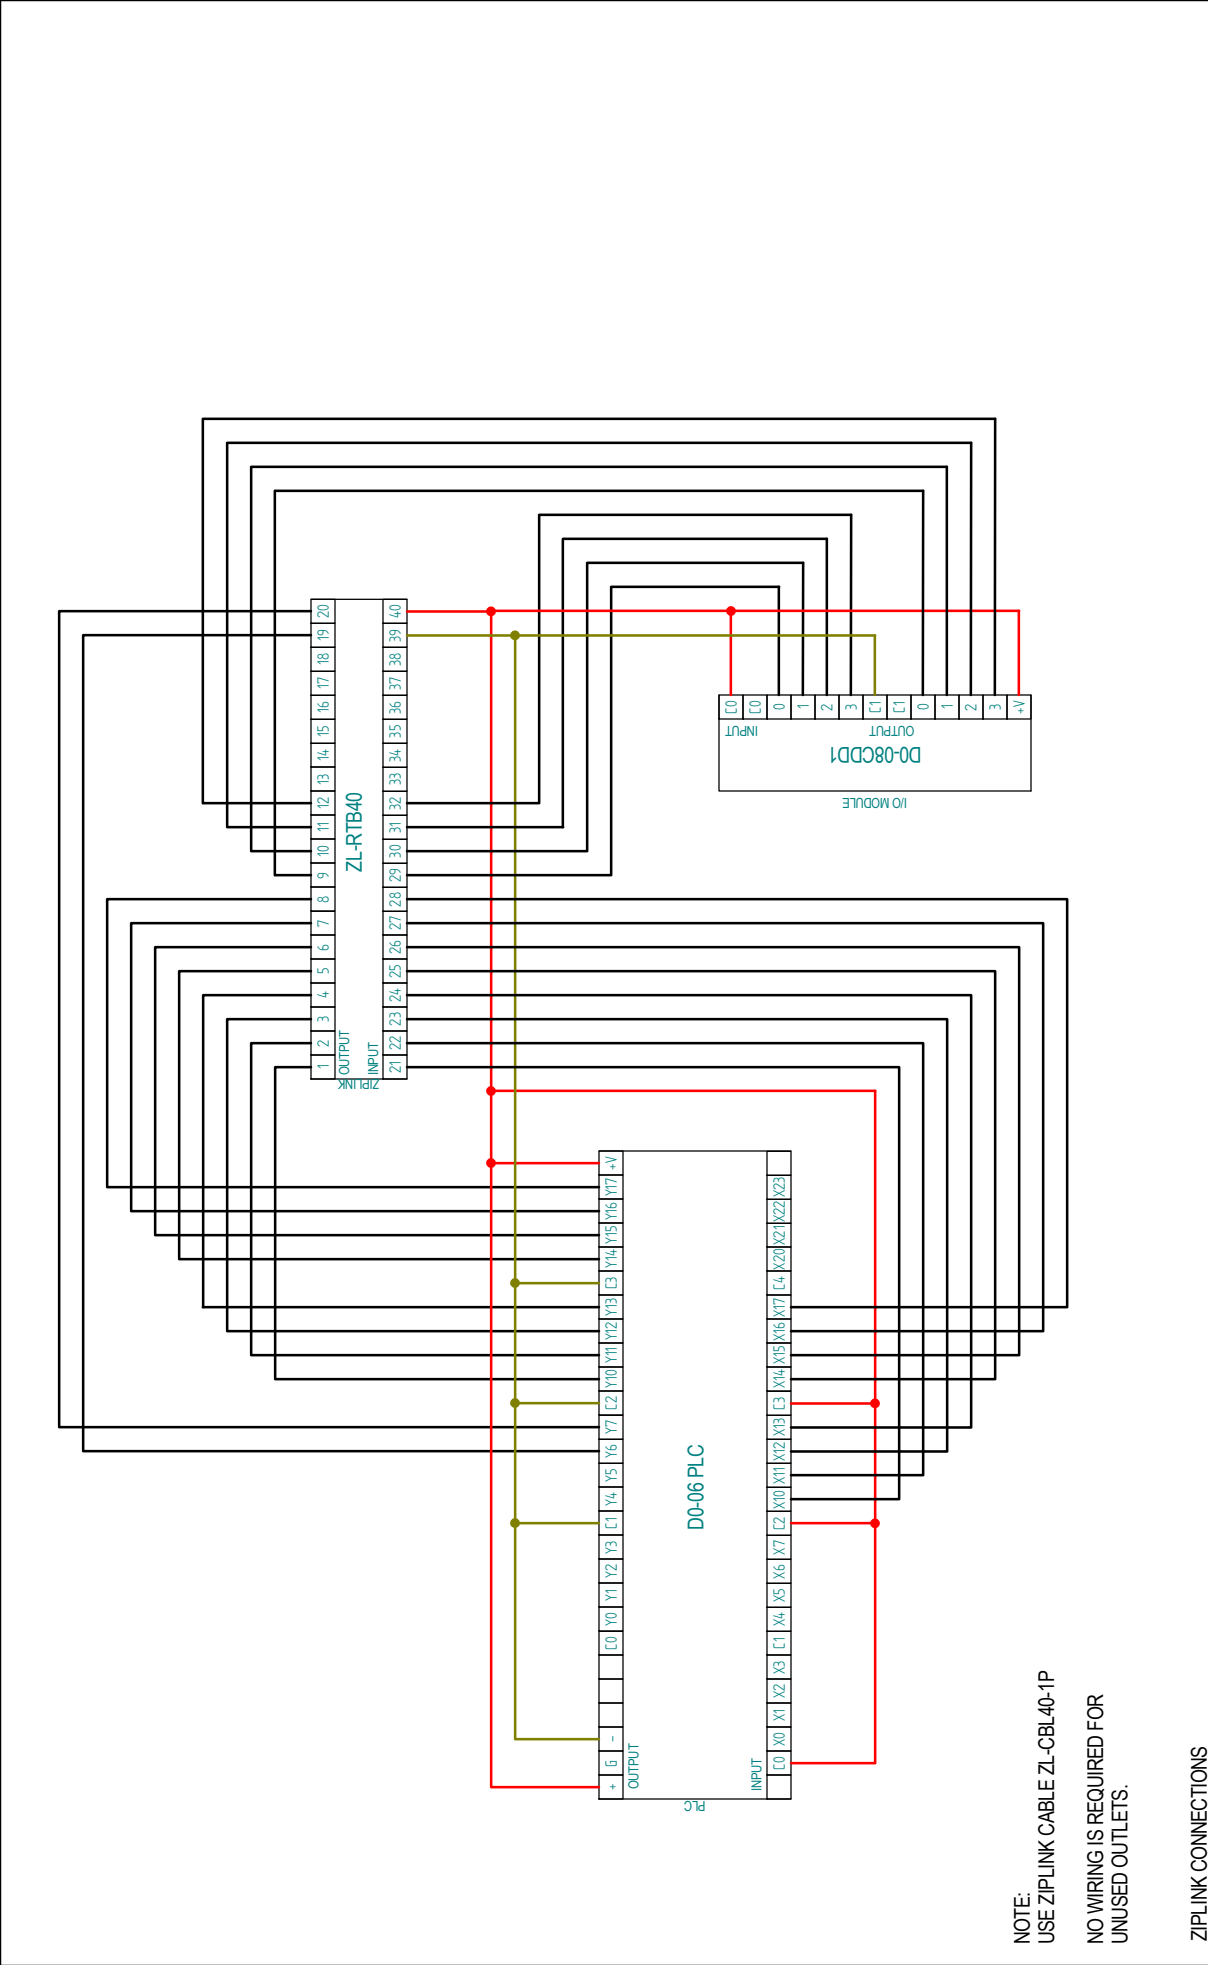 20
19
18
17
16
15
14
13
12
11
10
9
8
7
6
5
4
3
2
1
OUTPUT
ZL-RTB40
INPUT
40
39
38
37
36
35
34
33
32
31
30
29
28
27
26
25
24
23
22
21
ZIPLINK
C0
C0
0
1
2
3
C1
C1
0
1
2
3
+V
INPUT
OUTPUT
D0-08CDD1
I/O MODULE
+V
Y17
Y16
Y15
Y14
C3
Y13
Y12
Y11
Y10
C2
Y7
Y6
Y5
Y4
C1
Y3
Y2
Y1
Y0
C0
-
G
+
OUTPUT
D0-06 PLC
INPUT
X23
X22
X21
X20
C4
X17
X16
X15
X14
C3
X13
X12
X11
X10
C2
X7
X6
X5
X4
C1
X3
X2
X1
X0
C0
PLC
NOTE:
USE ZIPLINK CABLE ZL-CBL40-1P
NO WIRING IS REQUIRED FOR
UNUSED OUTLETS.
ZIPLINK CONNECTIONS